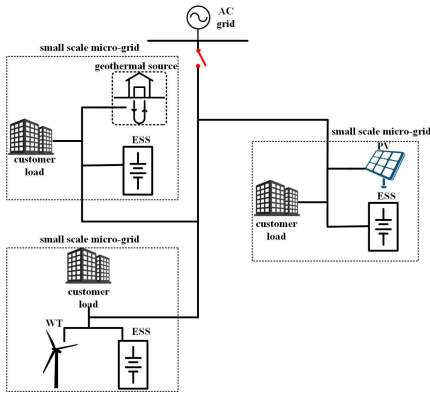 AC
grid
small scale micro-grid
geothermal source
customer
load
ESS
small scale micro-grid
PV
customer
load
ESS
small scale micro-grid
customer
load
WT
ESS